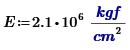 E := 2.1 • 10⁶ kgf / cm²